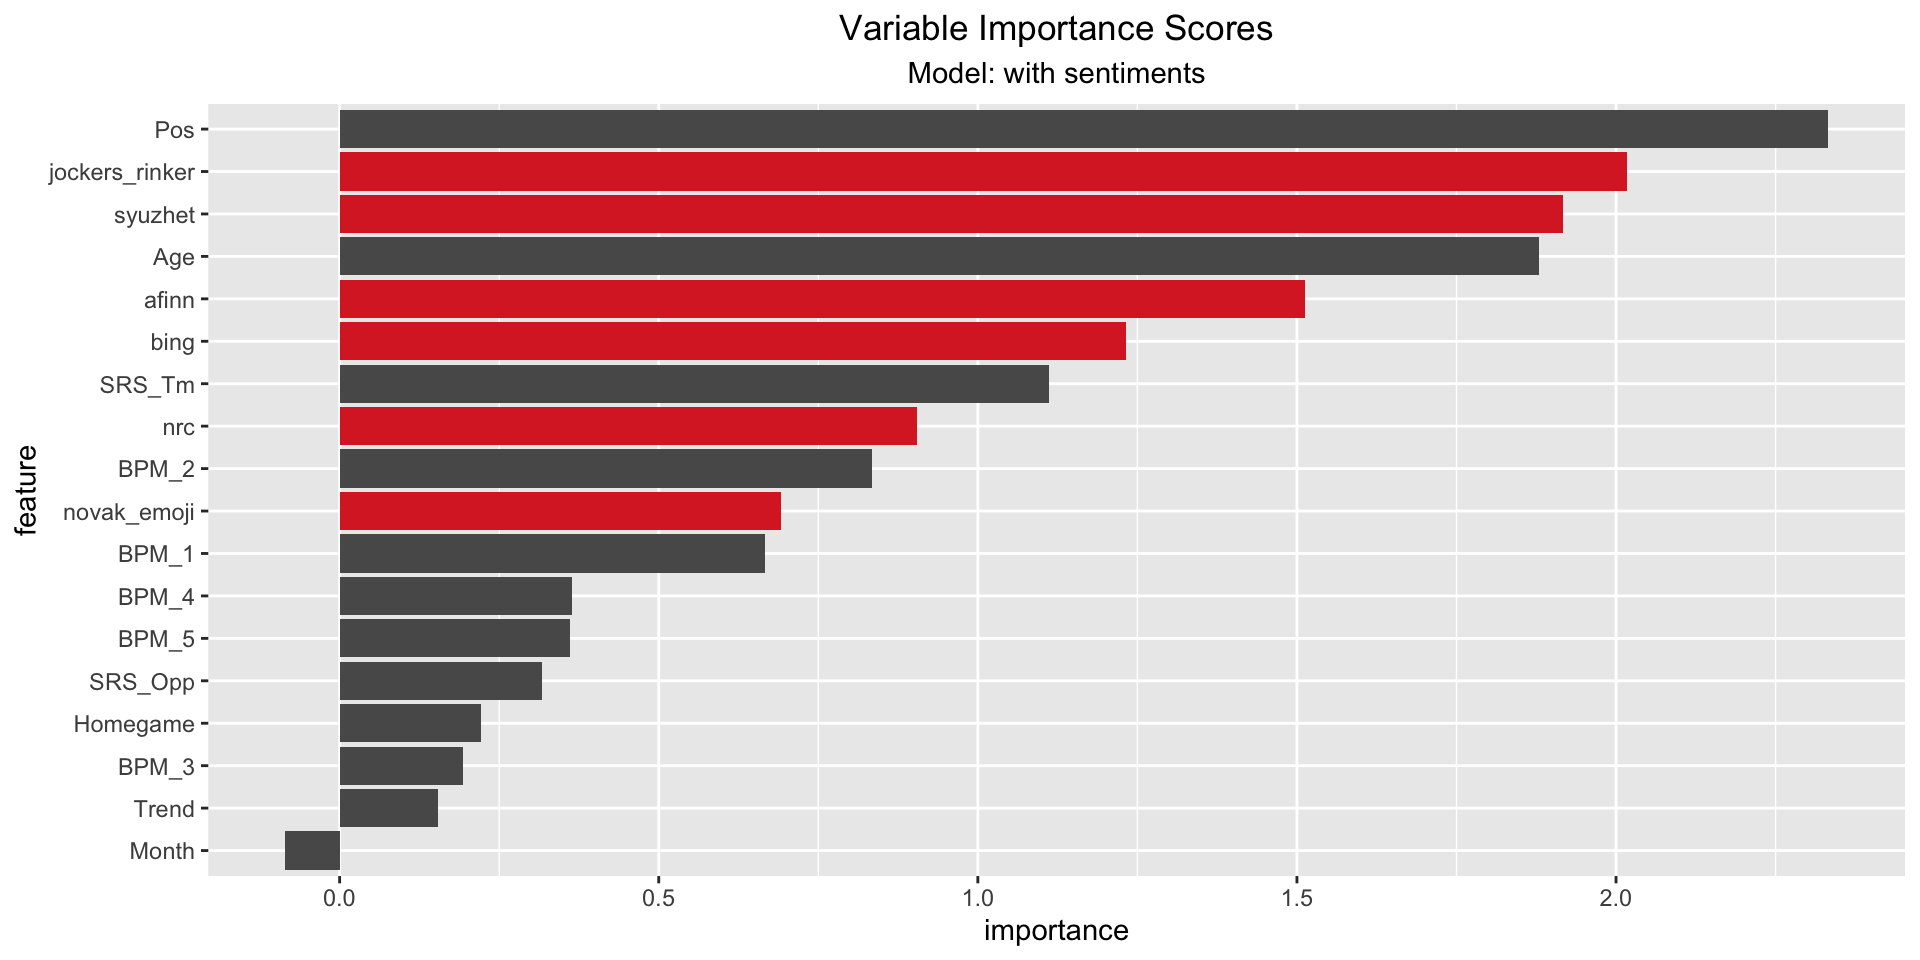 Variable Importance Scores
Model: with sentiments
Pos
jockers_rinker
syuzhet
Age
afinn
bing
SRS_Tm
nrc
BPM_2
novak_emoji
BPM_1
BPM_4
BPM_5
SRS_Opp
Homegame
BPM_3
Trend
Month
feature
0.0 0.5 1.0 1.5 2.0
importance